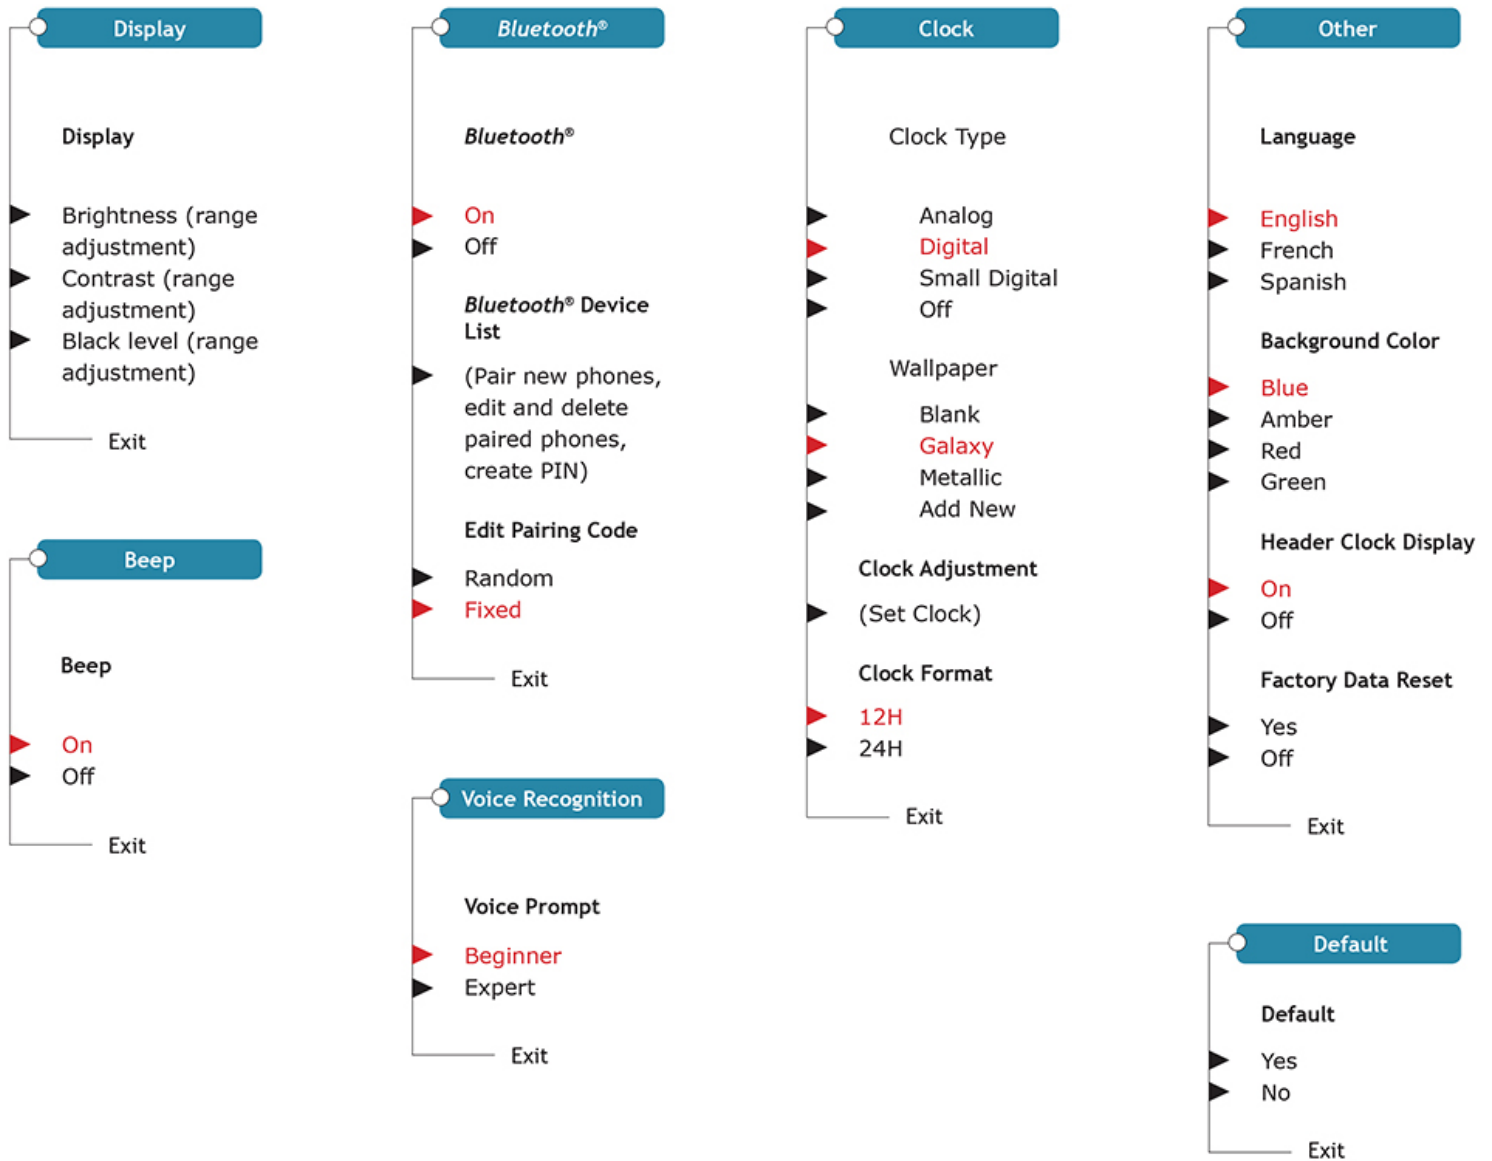 Display
Display
Brightness (range
adjustment)
Contrast (range
adjustment)
Black level (range
adjustment)
Exit
Beep
Beep
On
Off
Exit
Bluetooth®
Bluetooth®
On
Off
Bluetooth® Device
List
(Pair new phones,
edit and delete
paired phones,
create PIN)
Edit Pairing Code
Random
Fixed
Exit
Voice Recognition
Voice Prompt
Beginner
Expert
Exit
Clock
Clock Type
Analog
Digital
Small Digital
Off
Wallpaper
Blank
Galaxy
Metallic
Add New
Clock Adjustment
(Set Clock)
Clock Format
12H
24H
Exit
Other
Language
English
French
Spanish
Background Color
Blue
Amber
Red
Green
Header Clock Display
On
Off
Factory Data Reset
Yes
Off
Exit
Default
Default
Yes
No
Exit